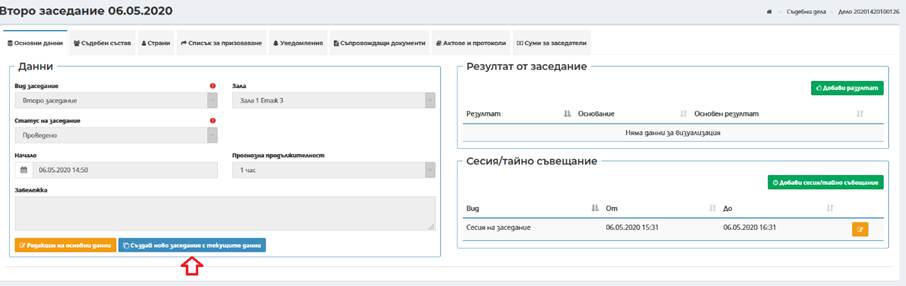 Второ заседание 06.05.2020
Съдебни дела
Дело 20201420100126
Основни данни
Съдебен състав
Страни
Списък за призоваване
Уведомления
Съпровождащи документи
Актове и протоколи
Суми за заседатели
Данни
Вид заседание
Зала
Второ заседание
Зала 1 Етаж 3
Статус на заседание
Проведено
Начало
Прогнозна продължителност
06.05.2020 14:50
1 час
Забележка
Редакция на основни данни
Създай ново заседание с текущите данни
Резултат от заседание
Добави резултат
Резултат
Основание
Основен резултат
Няма данни за визуализация
Сесия/тайно съвещание
Добави сесия/тайно съвещание
Вид
От
До
Сесия на заседание
06.05.2020 15:31
06.05.2020 16:31